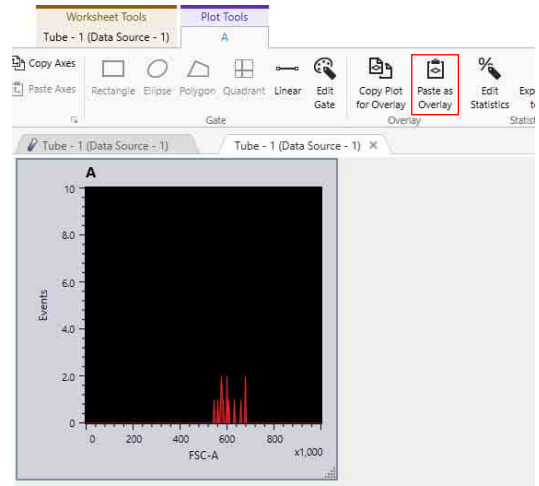 Worksheet Tools Plot Tools
Tube - 1 (Data Source - 1) A
Copy Axes
Paste Axes
Rectangle Ellipse Polygon Quadrant Linear Edit Gate
Copy Plot for Overlay
Paste as Overlay
Edit Statistics
Gate Overlay
Tube - 1 (Data Source - 1) Tube - 1 (Data Source - 1) ×
A
10
8.0
6.0
4.0
2.0
0
Events
0 200 400 600 800
FSC-A x1,000